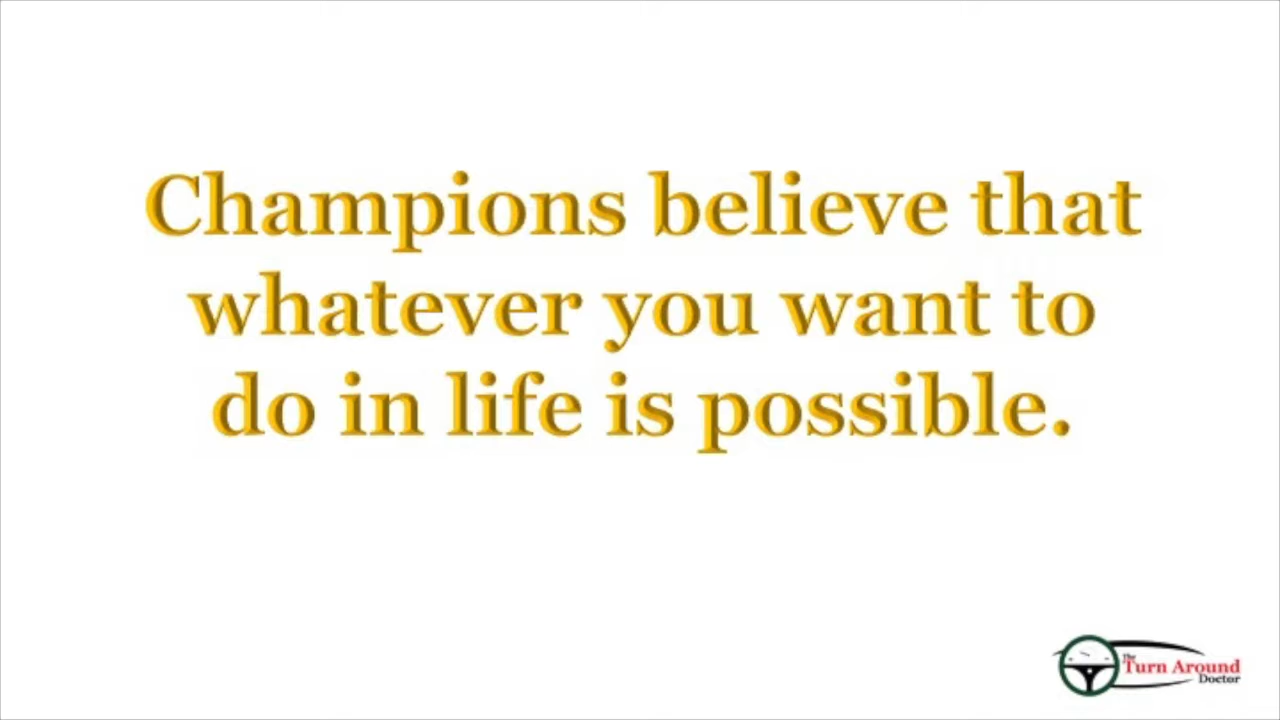 Champions believe that
whatever you want to
do in life is possible.
The
Turn Around
Doctor